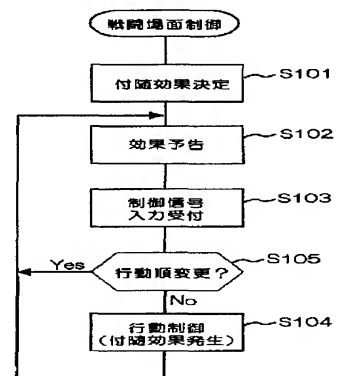 戦闘場面制御
付随効果決定
S101
効果予告
S102
制御信号
入力受付
S103
行動順変更?
S105
Yes
No
行動制御
(付随効果発生)
S104